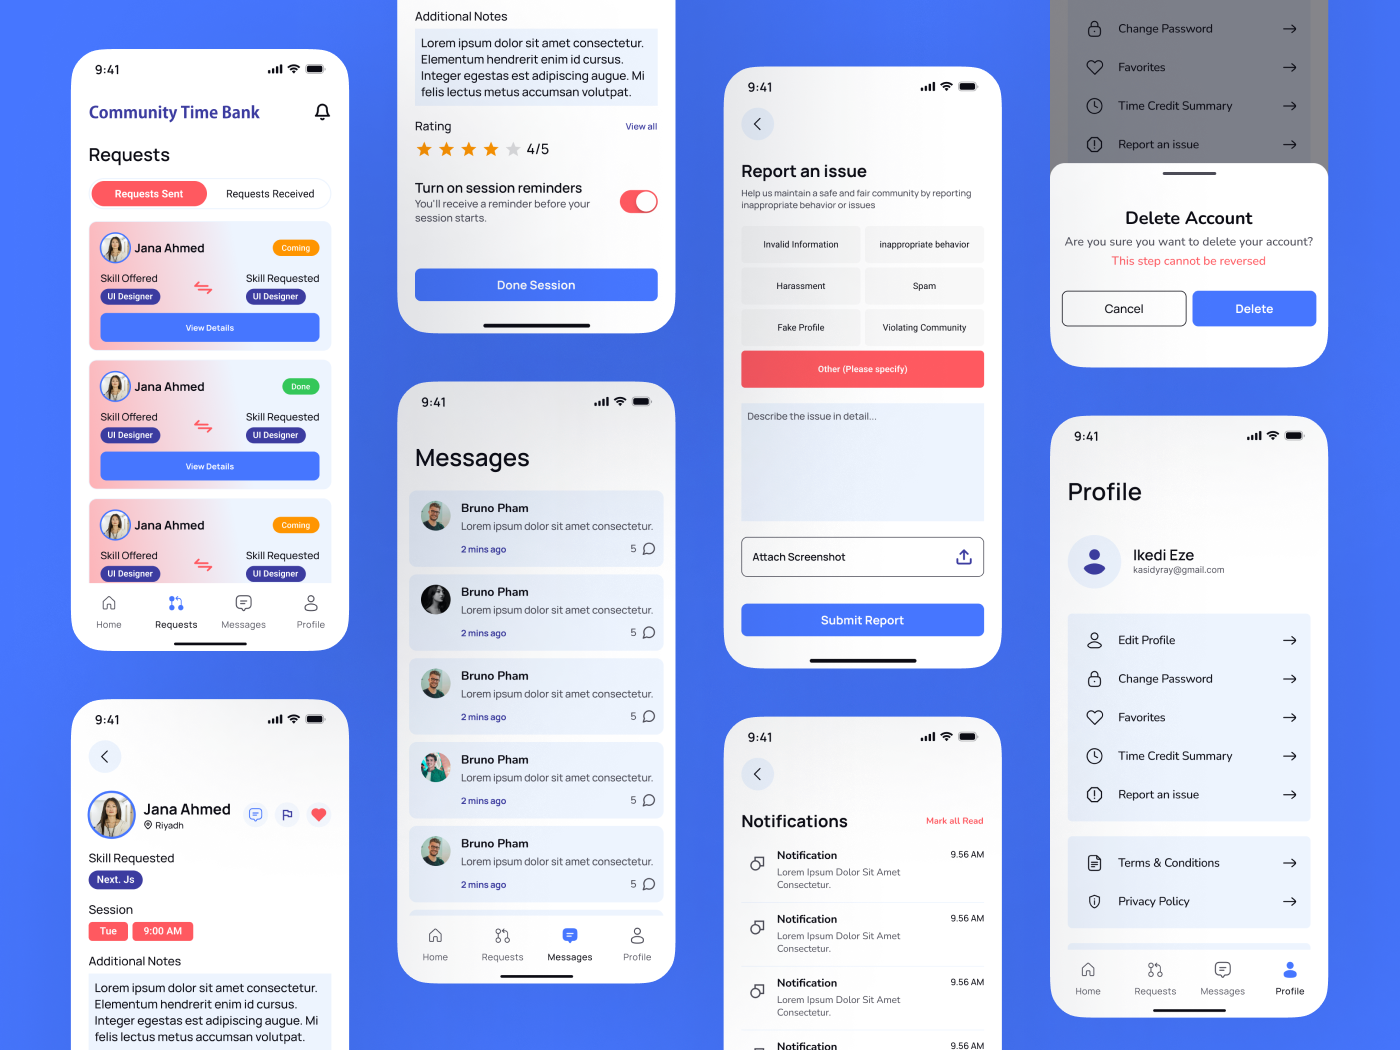 9:41
Community Time Bank
Requests
Requests Sent
Requests Received
Jana Ahmed
Coming
Skill Offered
Skill Requested
UI Designer
UI Designer
View Details
Jana Ahmed
Done
Skill Offered
Skill Requested
UI Designer
UI Designer
View Details
Jana Ahmed
Coming
Skill Offered
Skill Requested
UI Designer
UI Designer
Home
Requests
Messages
Profile
9:41
Jana Ahmed
Riyadh
Skill Requested
Next. Js
Session
Tue
9:00 AM
Additional Notes
Lorem ipsum dolor sit amet consectetur.
Elementum hendrerit enim id cursus.
Integer egestas est adipiscing augue. Mi
felis lectus metus accumsan volutpat.
Additional Notes
Lorem ipsum dolor sit amet consectetur.
Elementum hendrerit enim id cursus.
Integer egestas est adipiscing augue. Mi
felis lectus metus accumsan volutpat.
Rating
View all
4/5
Turn on session reminders
You'll receive a reminder before your
session starts.
Done Session
9:41
Messages
Bruno Pham
Lorem ipsum dolor sit amet consectetur.
2 mins ago
5
Bruno Pham
Lorem ipsum dolor sit amet consectetur.
2 mins ago
5
Bruno Pham
Lorem ipsum dolor sit amet consectetur.
2 mins ago
5
Bruno Pham
Lorem ipsum dolor sit amet consectetur.
2 mins ago
5
Bruno Pham
Lorem ipsum dolor sit amet consectetur.
2 mins ago
5
Home
Requests
Messages
Profile
9:41
Report an issue
Help us maintain a safe and fair community by reporting
inappropriate behavior or issues
Invalid Information
inappropriate behavior
Harassment
Spam
Fake Profile
Violating Community
Other (Please specify)
Describe the issue in detail...
Attach Screenshot
Submit Report
9:41
Notifications
Mark all Read
Notification
9.56 AM
Lorem Ipsum Dolor Sit Amet
Consectetur.
Notification
9.56 AM
Lorem Ipsum Dolor Sit Amet
Consectetur.
Notification
9.56 AM
Lorem Ipsum Dolor Sit Amet
Consectetur.
Notification
9.56 AM
Change Password
Favorites
Time Credit Summary
Report an issue
Delete Account
Are you sure you want to delete your account?
This step cannot be reversed
Cancel
Delete
9:41
Profile
Ikedi Eze
kasidyray@gmail.com
Edit Profile
Change Password
Favorites
Time Credit Summary
Report an issue
Terms & Conditions
Privacy Policy
Home
Requests
Messages
Profile